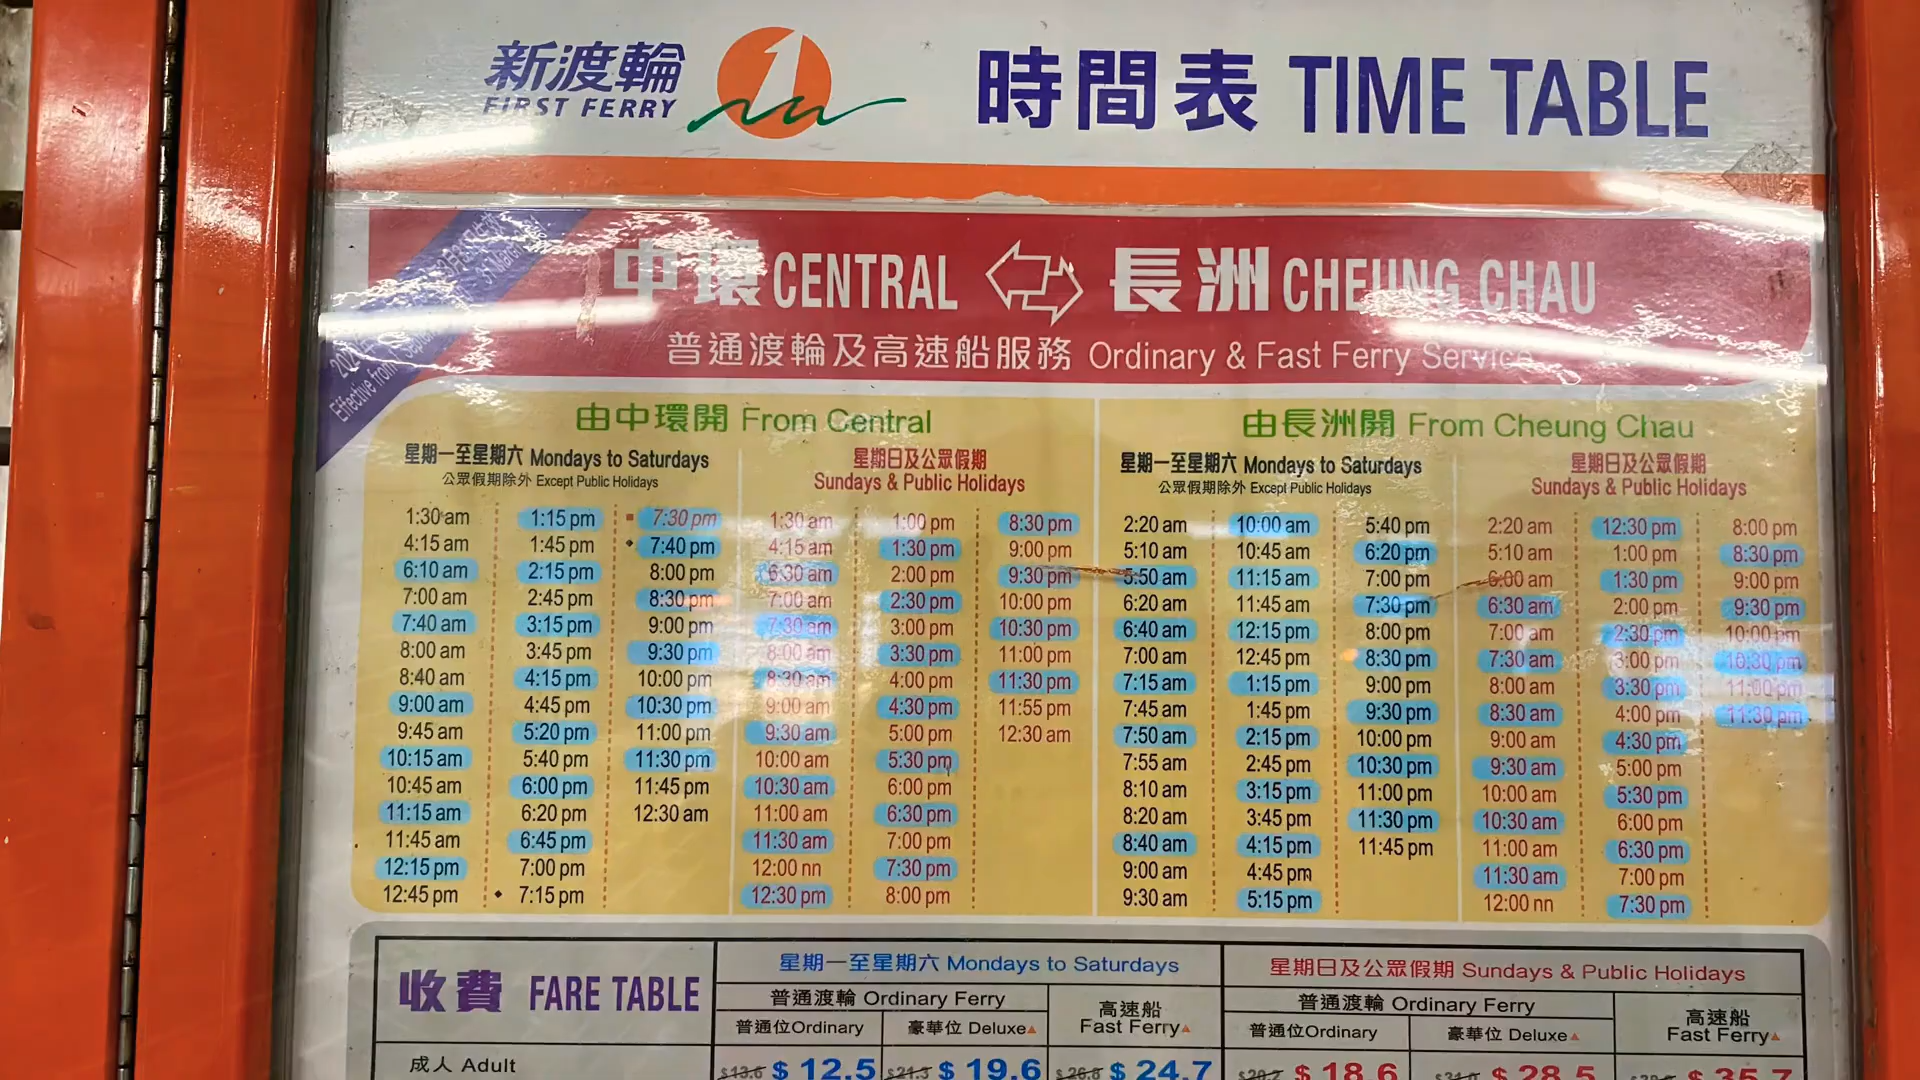 新渡輪
FIRST FERRY
時間表 TIME TABLE
中環 CENTRAL 長洲 CHEUNG CHAU
普通渡輪及高速船服務 Ordinary & Fast Ferry Service
Effective from
由中環開 From Central
星期一至星期六 Mondays to Saturdays
公眾假期除外 Except Public Holidays
1:30 am
4:15 am
6:10 am
7:00 am
7:40 am
8:00 am
8:40 am
9:00 am
9:45 am
10:15 am
10:45 am
11:15 am
11:45 am
12:15 pm
12:45 pm
1:15 pm
1:45 pm
2:15 pm
2:45 pm
3:15 pm
3:45 pm
4:15 pm
4:45 pm
5:20 pm
5:40 pm
6:00 pm
6:20 pm
6:45 pm
7:00 pm
◆ 7:15 pm
■ 7:30 pm
◆ 7:40 pm
8:00 pm
8:30 pm
9:00 pm
9:30 pm
10:00 pm
10:30 pm
11:00 pm
11:30 pm
11:45 pm
12:30 am
星期日及公眾假期
Sundays & Public Holidays
1:30 am
4:15 am
6:30 am
7:00 am
7:30 am
8:00 am
8:30 am
9:00 am
9:30 am
10:00 am
10:30 am
11:00 am
11:30 am
12:00 nn
12:30 pm
1:00 pm
1:30 pm
2:00 pm
2:30 pm
3:00 pm
3:30 pm
4:00 pm
4:30 pm
5:00 pm
5:30 pm
6:00 pm
6:30 pm
7:00 pm
7:30 pm
8:00 pm
8:30 pm
9:00 pm
9:30 pm
10:00 pm
10:30 pm
11:00 pm
11:30 pm
11:55 pm
12:30 am
由長洲開 From Cheung Chau
星期一至星期六 Mondays to Saturdays
公眾假期除外 Except Public Holidays
2:20 am
5:10 am
5:50 am
6:20 am
6:40 am
7:00 am
7:15 am
7:45 am
7:50 am
7:55 am
8:10 am
8:20 am
8:40 am
9:00 am
9:30 am
10:00 am
10:45 am
11:15 am
11:45 am
12:15 pm
12:45 pm
1:15 pm
1:45 pm
2:15 pm
2:45 pm
3:15 pm
3:45 pm
4:15 pm
4:45 pm
5:15 pm
5:40 pm
6:20 pm
7:00 pm
7:30 pm
8:00 pm
8:30 pm
9:00 pm
9:30 pm
10:00 pm
10:30 pm
11:00 pm
11:30 pm
11:45 pm
星期日及公眾假期
Sundays & Public Holidays
2:20 am
5:10 am
6:00 am
6:30 am
7:00 am
7:30 am
8:00 am
8:30 am
9:00 am
9:30 am
10:00 am
10:30 am
11:00 am
11:30 am
12:00 nn
12:30 pm
1:00 pm
1:30 pm
2:00 pm
2:30 pm
3:00 pm
3:30 pm
4:00 pm
4:30 pm
5:00 pm
5:30 pm
6:00 pm
6:30 pm
7:00 pm
7:30 pm
8:00 pm
8:30 pm
9:00 pm
9:30 pm
10:00 pm
10:30 pm
11:00 pm
11:30 pm
收費 FARE TABLE
星期一至星期六 Mondays to Saturdays
星期日及公眾假期 Sundays & Public Holidays
普通渡輪 Ordinary Ferry
高速船
Fast Ferry▲
普通渡輪 Ordinary Ferry
高速船
Fast Ferry▲
普通位Ordinary
豪華位 Deluxe▲
普通位Ordinary
豪華位 Deluxe▲
成人 Adult
$13.6 $ 12.5 $21.3 $ 19.6 $26.8 $ 24.7 $20.2 $ 18.6 $ 28.5 $ 35.7